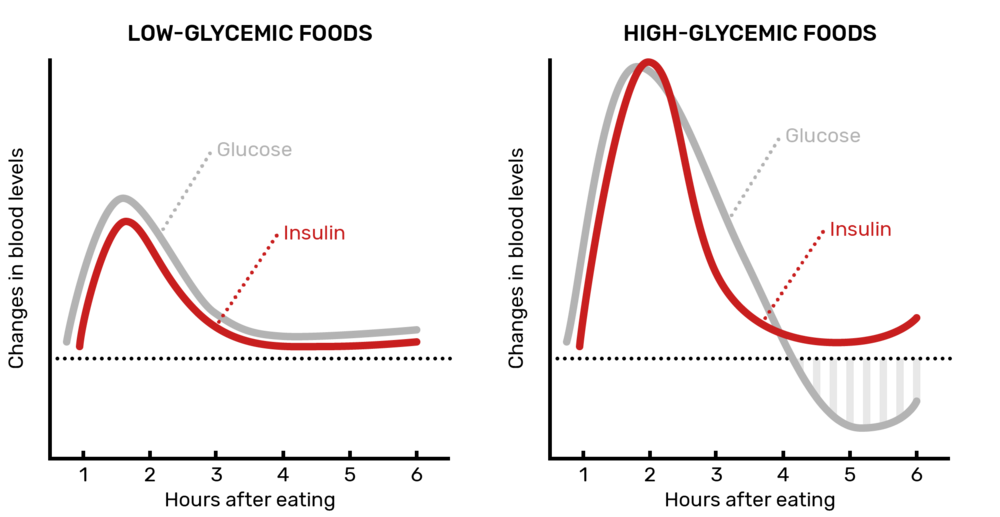 LOW-GLYCEMIC FOODS
Changes in blood levels
Glucose
Insulin
1 2 3 4 5 6
Hours after eating
HIGH-GLYCEMIC FOODS
Changes in blood levels
Glucose
Insulin
1 2 3 4 5 6
Hours after eating